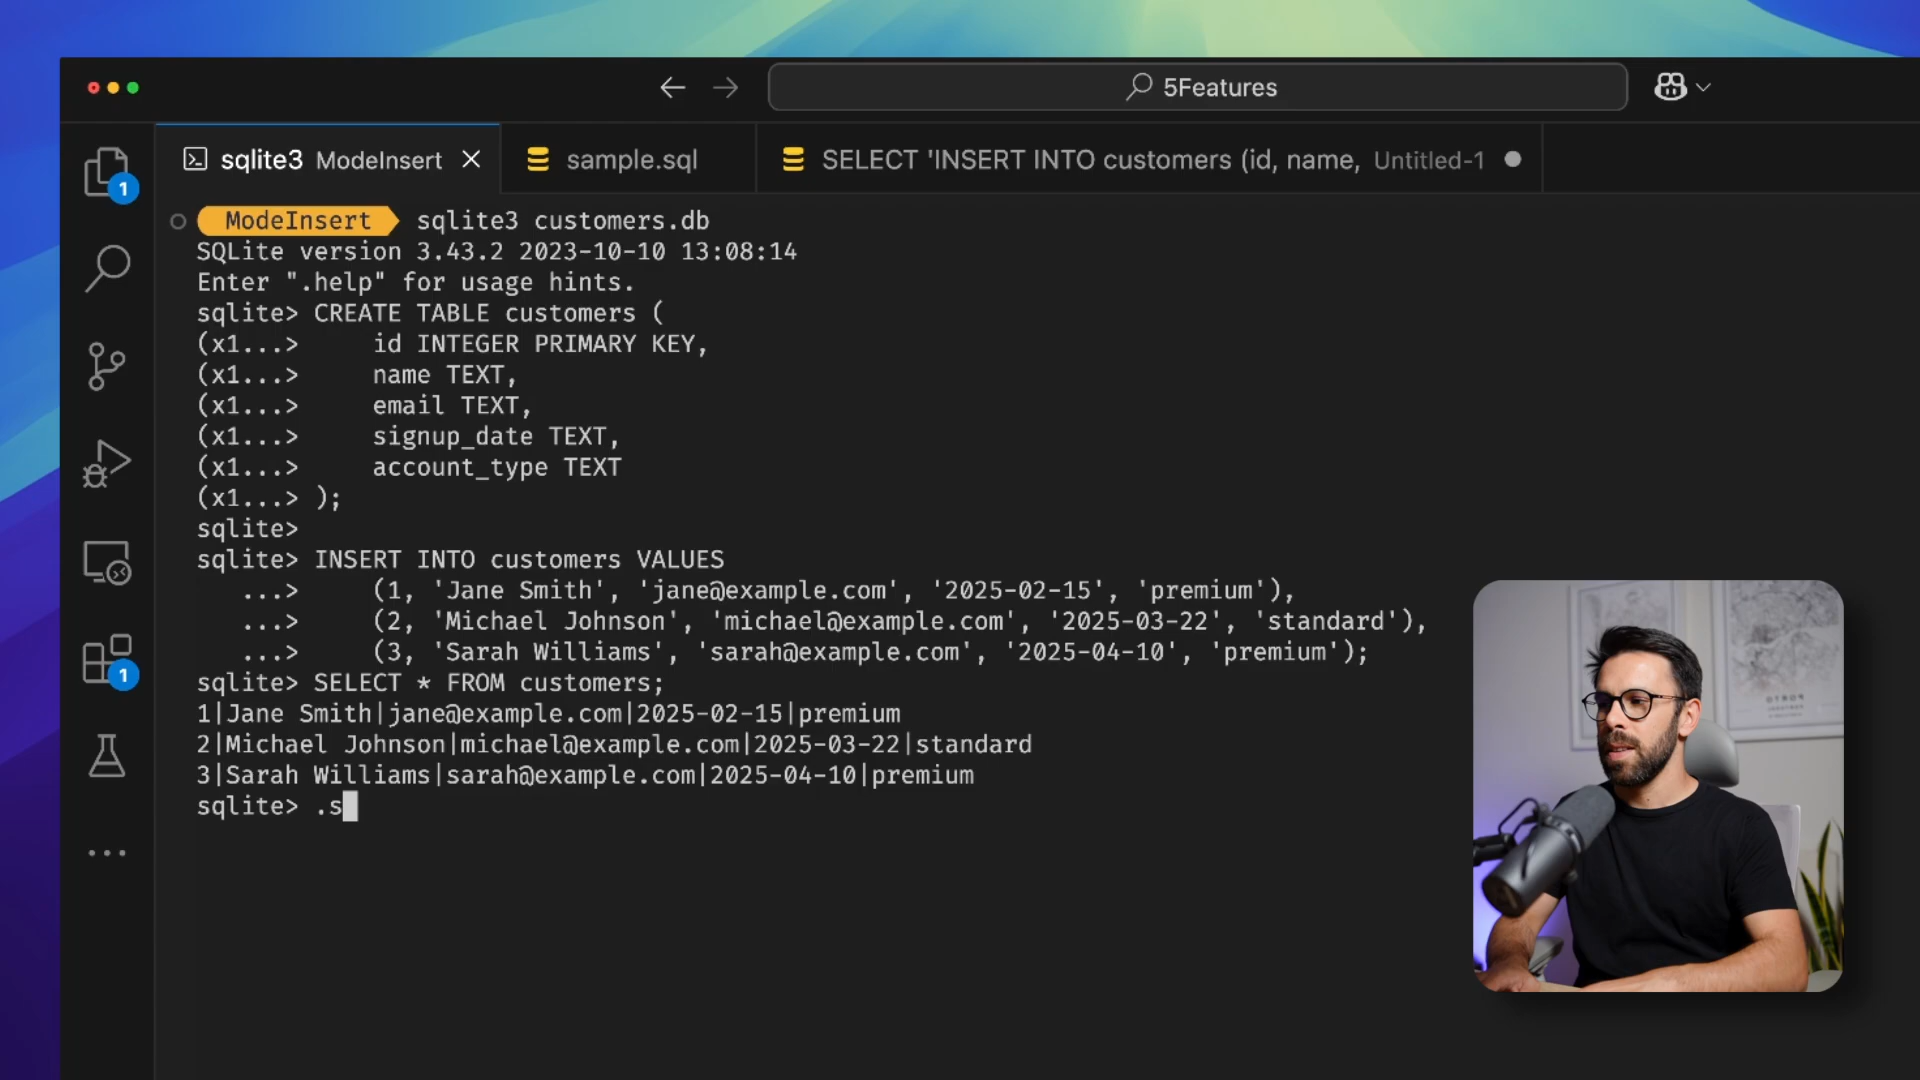 5Features
sqlite3 ModeInsert
sample.sql
SELECT 'INSERT INTO customers (id, name, Untitled-1
ModeInsert sqlite3 customers.db
SQLite version 3.43.2 2023-10-10 13:08:14
Enter ".help" for usage hints.
sqlite> CREATE TABLE customers (
(x1...>     id INTEGER PRIMARY KEY,
(x1...>     name TEXT,
(x1...>     email TEXT,
(x1...>     signup_date TEXT,
(x1...>     account_type TEXT
(x1...> );
sqlite>
sqlite> INSERT INTO customers VALUES
...>     (1, 'Jane Smith', 'jane@example.com', '2025-02-15', 'premium'),
...>     (2, 'Michael Johnson', 'michael@example.com', '2025-03-22', 'standard'),
...>     (3, 'Sarah Williams', 'sarah@example.com', '2025-04-10', 'premium');
sqlite> SELECT * FROM customers;
1|Jane Smith|jane@example.com|2025-02-15|premium
2|Michael Johnson|michael@example.com|2025-03-22|standard
3|Sarah Williams|sarah@example.com|2025-04-10|premium
sqlite> .s
1
1